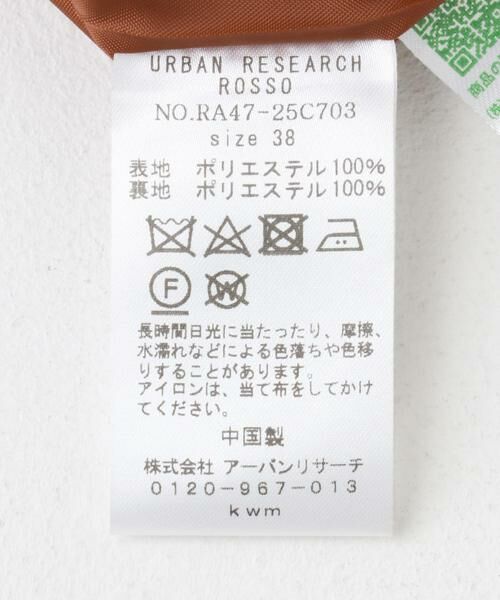 URBAN RESEARCH
ROSSO
NO.RA47-25C703
size 38
表地 ポリエステル100%
裏地 ポリエステル100%
F
W
長時間日光に当たったり、摩擦、
水濡れなどによる色落ちや色移
りすることがあります。
アイロンは、当て布をしてかけ
てください。
中国製
株式会社 アーバンリサーチ
0120-967-013
kwm
商品の